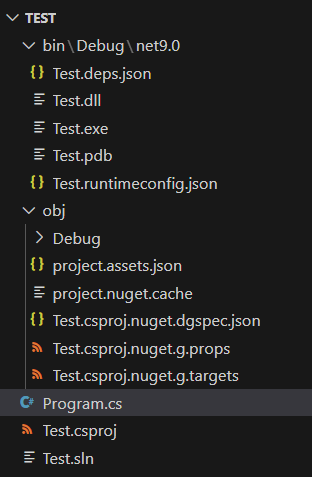 TEST
bin\Debug\net9.0
{} Test.deps.json
Test.dll
Test.exe
Test.pdb
{} Test.runtimeconfig.json
obj
Debug
{} project.assets.json
project.nuget.cache
{} Test.csproj.nuget.dgspec.json
Test.csproj.nuget.g.props
Test.csproj.nuget.g.targets
C# Program.cs
Test.csproj
Test.sln